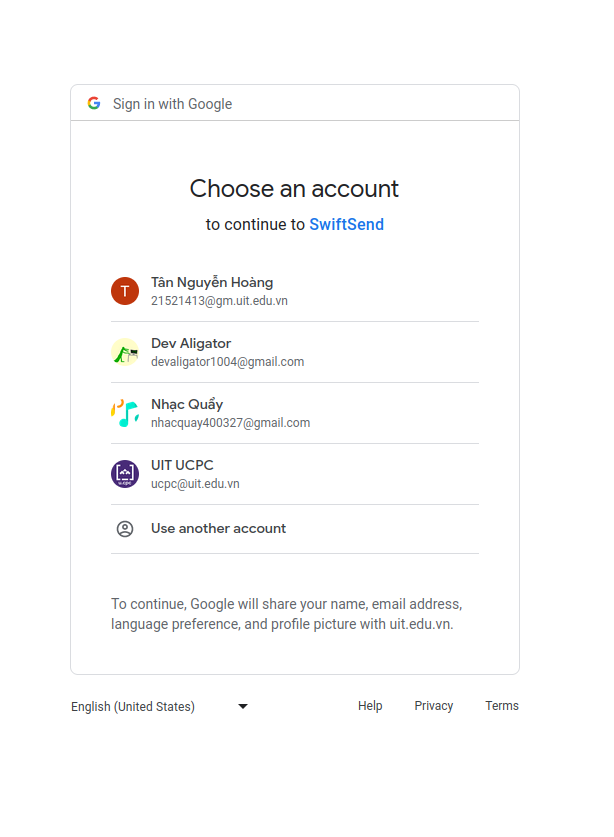 Sign in with Google
Choose an account
to continue to SwiftSend
T
Tân Nguyễn Hoàng
21521413@gm.uit.edu.vn
Dev Aligator
devaligator1004@gmail.com
Nhạc Quẩy
nhacquay400327@gmail.com
UIT UCPC
ucpc@uit.edu.vn
Use another account
To continue, Google will share your name, email address,
language preference, and profile picture with uit.edu.vn.
English (United States)
Help Privacy Terms